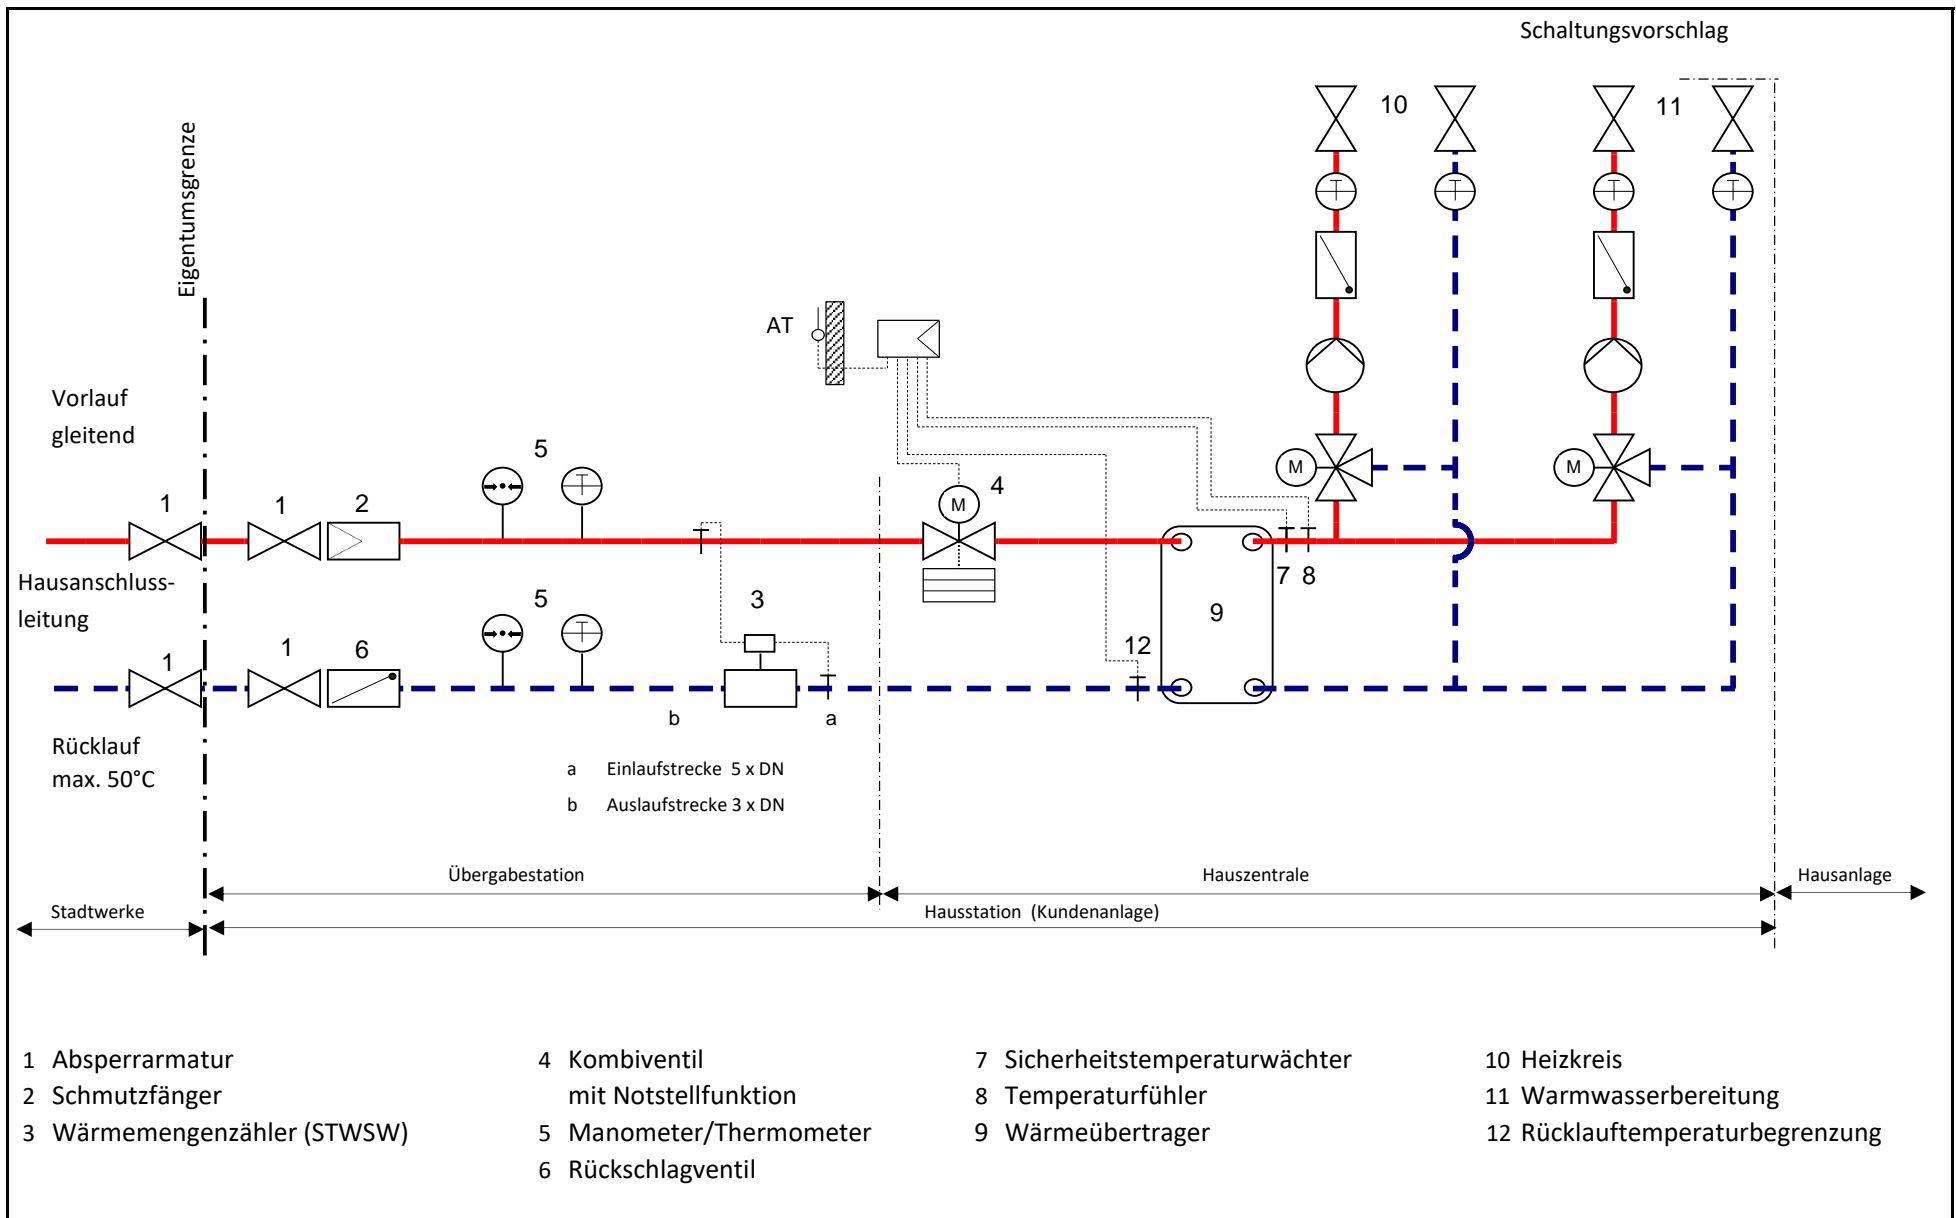 Schaltungsvorschlag
10
11
Eigentumsgrenze
AT
Vorlauf
gleitend
5
4
M
M
M
1
1
2
Hausanschluss-
leitung
7
8
5
3
9
12
1
1
6
b
a
Rücklauf
max. 50°C
a Einlaufstrecke 5 x DN
b Auslaufstrecke 3 x DN
Übergabestation
Hauszentrale
Hausanlage
Stadtwerke
Hausstation (Kundenanlage)
1 Absperrarmatur
2 Schmutzfänger
3 Wärmemengenzähler (STWSW)
4 Kombiventil
mit Notstellfunktion
5 Manometer/Thermometer
6 Rückschlagventil
7 Sicherheitstemperaturwächter
8 Temperaturfühler
9 Wärmeübertrager
10 Heizkreis
11 Warmwasserbereitung
12 Rücklauftemperaturbegrenzung